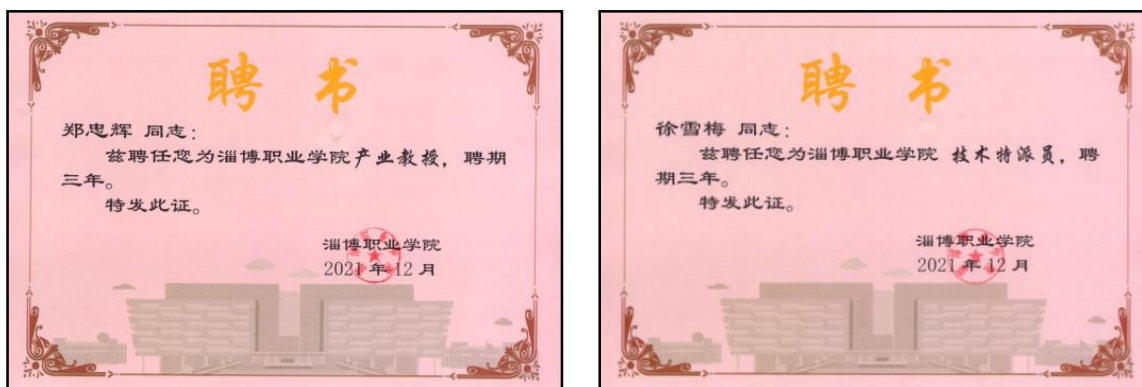 聘 书
郑忠辉 同志：
兹聘任您为淄博职业学院产业教授，聘期
三年。
特发此证。
淄博职业学院
2021 年 12 月
聘 书
徐雪梅 同志：
兹聘任您为淄博职业学院 技术特派员，聘
期三年。
特发此证。
淄博职业学院
2021 年 12 月